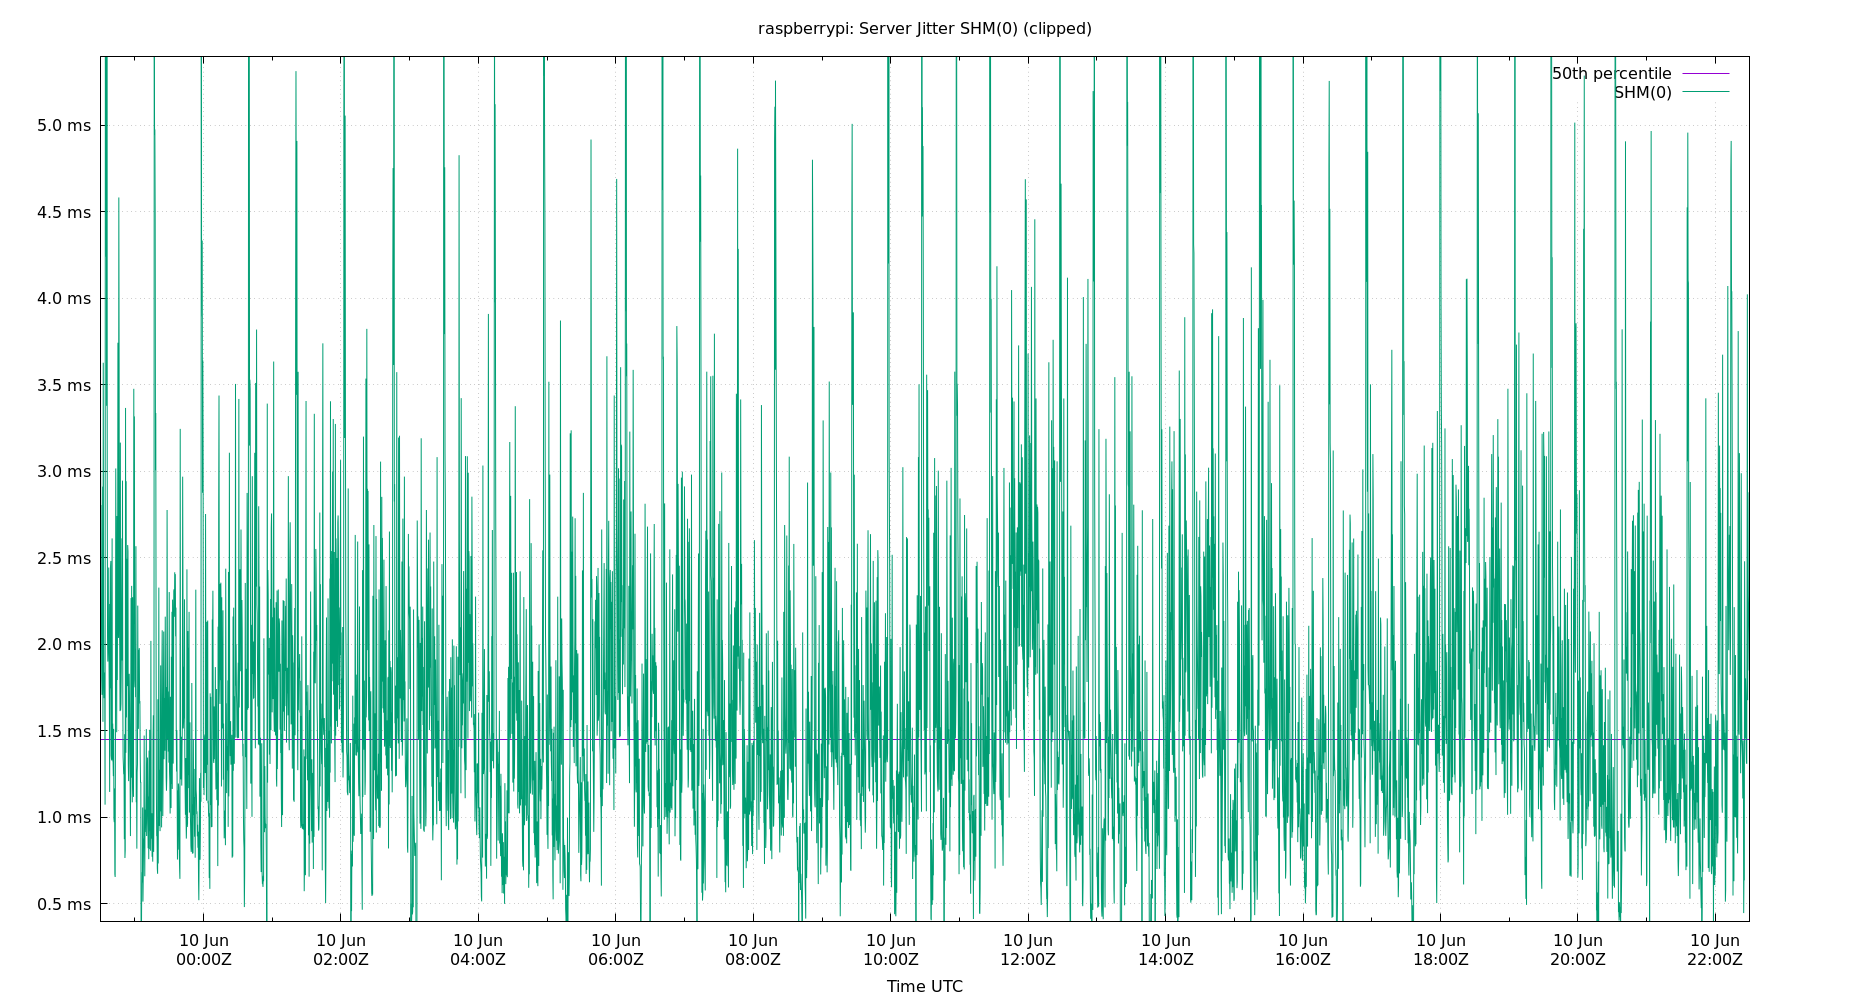 raspberrypi: Server Jitter SHM(0) (clipped)
50th percentile
SHM(0)
5.0 ms
4.5 ms
4.0 ms
3.5 ms
3.0 ms
2.5 ms
2.0 ms
1.5 ms
1.0 ms
0.5 ms
10 Jun 10 Jun 10 Jun 10 Jun 10 Jun 10 Jun 10 Jun 10 Jun 10 Jun 10 Jun 10 Jun 10 Jun
00:00Z 02:00Z 04:00Z 06:00Z 08:00Z 10:00Z 12:00Z 14:00Z 16:00Z 18:00Z 20:00Z 22:00Z
Time UTC